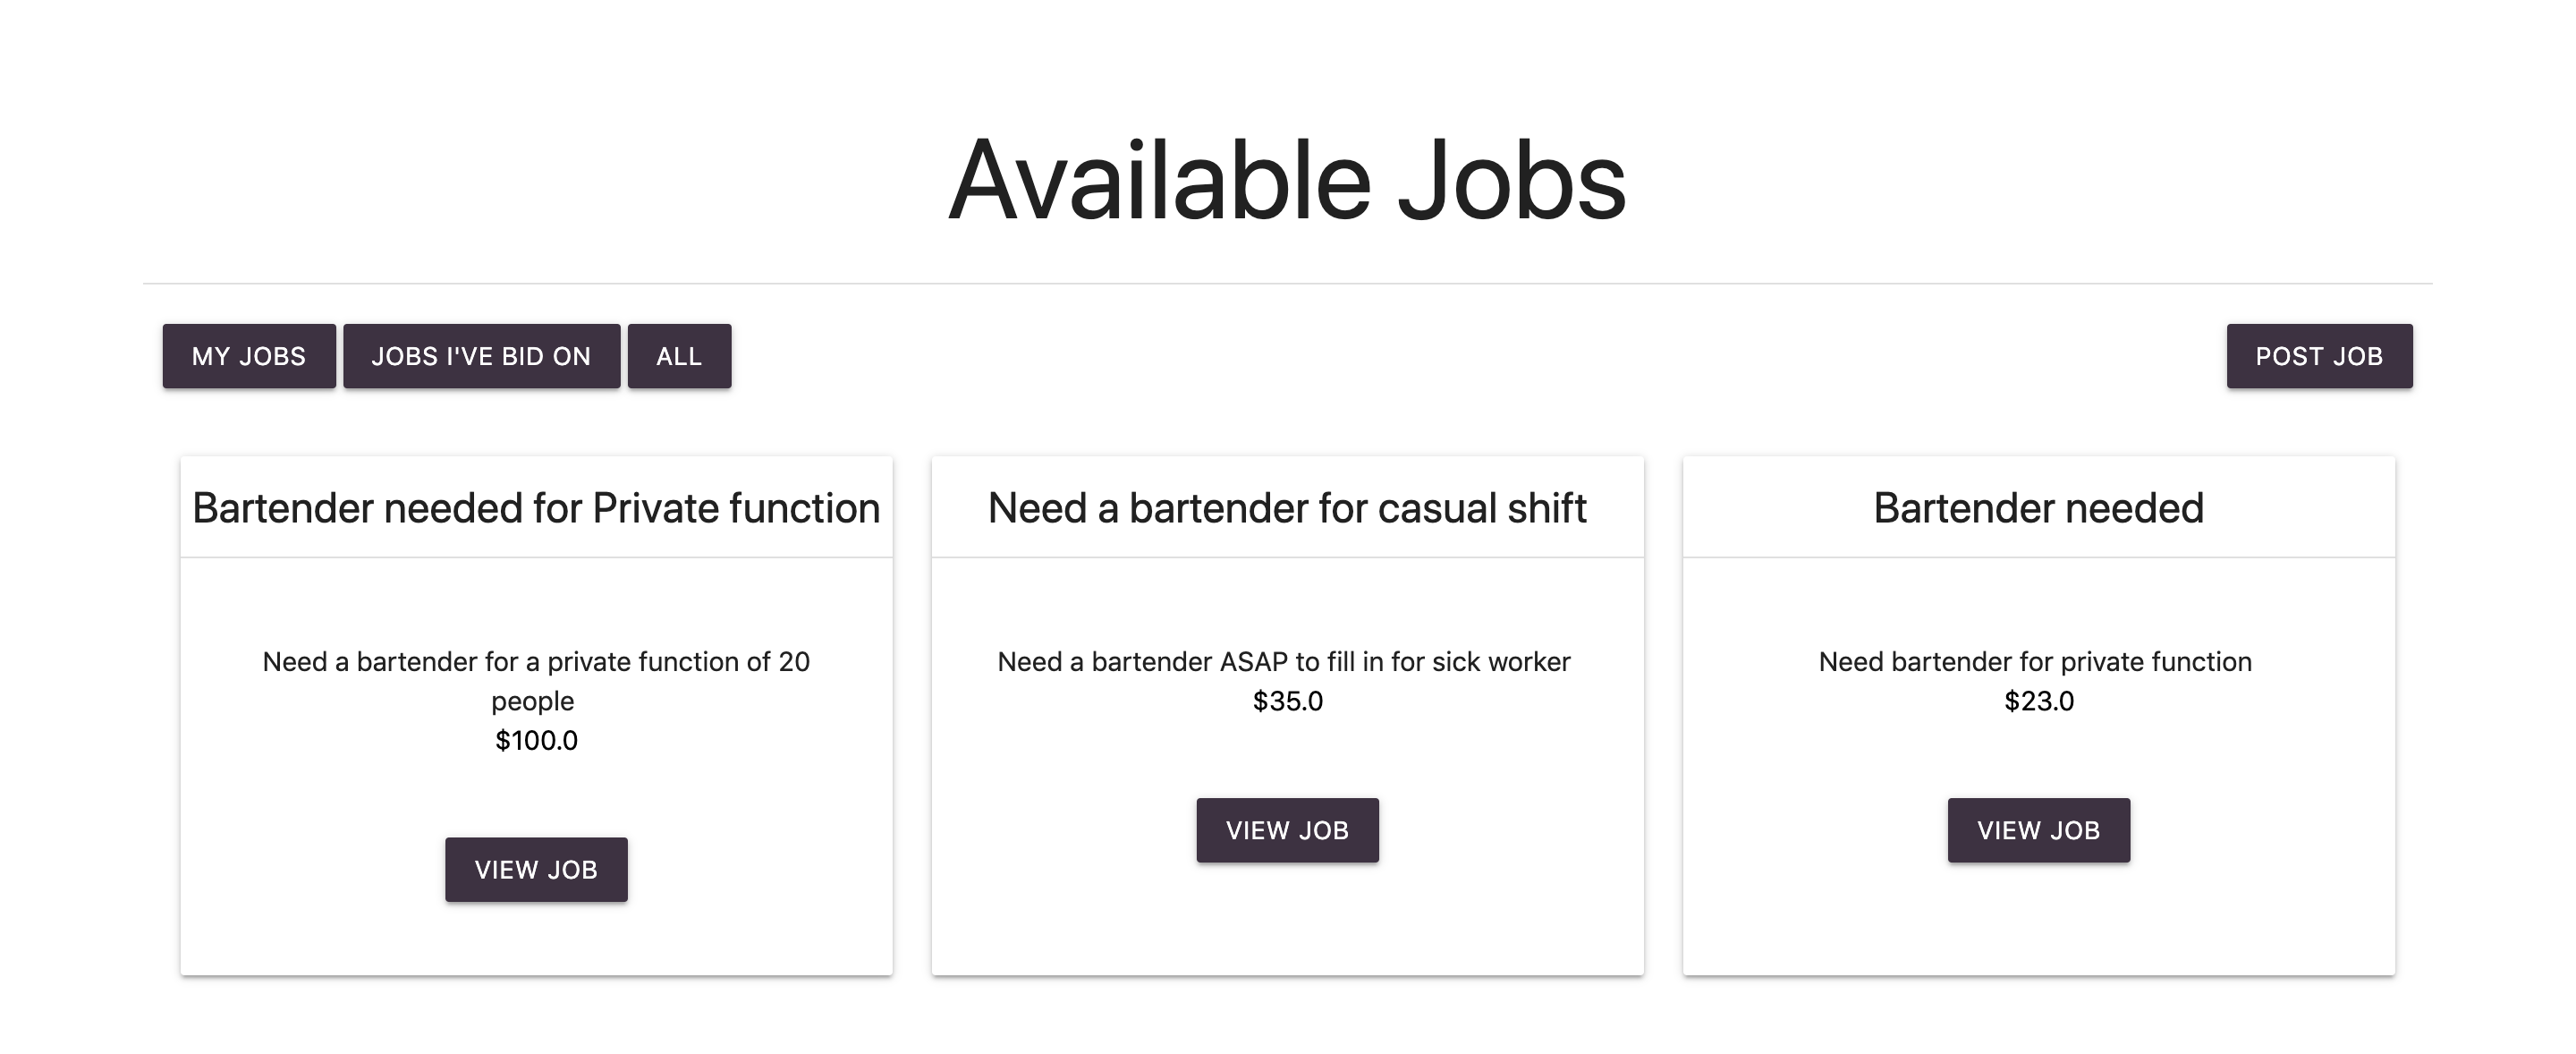 Available Jobs
MY JOBS
JOBS I'VE BID ON
ALL
POST JOB
Bartender needed for Private function
Need a bartender for a private function of 20
people
$100.0
VIEW JOB
Need a bartender for casual shift
Need a bartender ASAP to fill in for sick worker
$35.0
VIEW JOB
Bartender needed
Need bartender for private function
$23.0
VIEW JOB